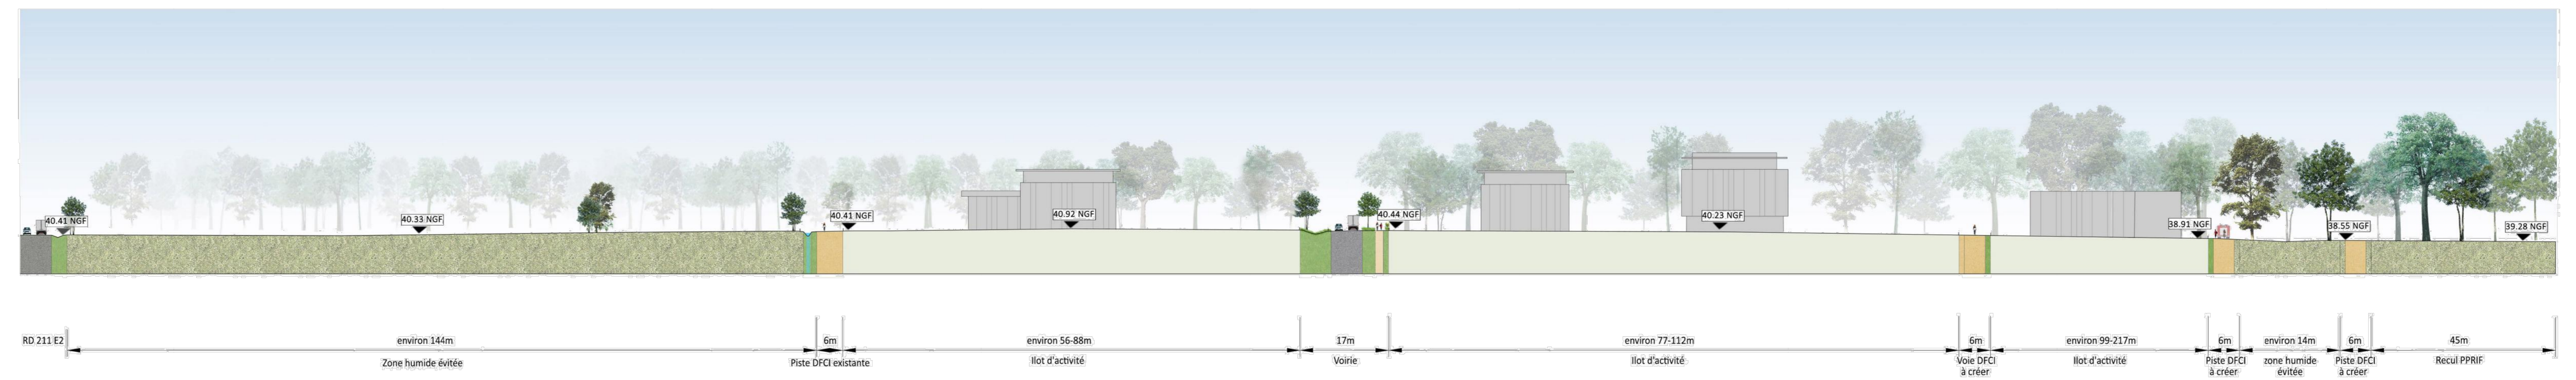 40.41 NGF
40.33 NGF
40.41 NGF
40.92 NGF
40.44 NGF
40.23 NGF
38.91 NGF
38.55 NGF
39.28 NGF
RD 211 E2
environ 144m
Zone humide évitée
6m
Piste DFCI existante
environ 56-88m
Ilot d'activité
17m
Voirie
environ 77-112m
Ilot d'activité
6m
Voie DFCI
à créer
environ 99-217m
Ilot d'activité
6m
Piste DFCI
à créer
environ 14m
zone humide
évitée
6m
Piste DFCI
à créer
45m
Recul PPRIF